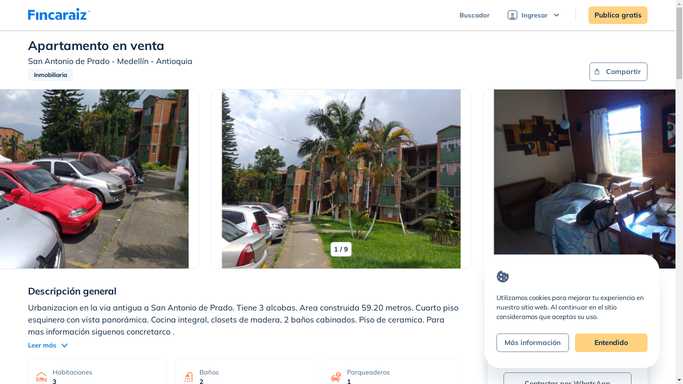 Fincaraiz
Buscador
Ingresar
Publica gratis
Apartamento en venta
San Antonio de Prado - Medellín - Antioquia
Inmobiliaria
Compartir
1 / 9
Descripción general
Urbanizacion en la via antigua a San Antonio de Prado. Tiene 3 alcobas. Area construida 59.20 metros. Cuarto piso
esquinero con vista panorámica. Cocina integral, closets de madera, 2 baños cabinados. Piso de ceramica. Para
mas información siguenos concretarco .
Leer más
Habitaciones
3
Baños
2
Parqueaderos
1
Utilizamos cookies para mejorar tu experiencia en
nuestro sitio web. Al continuar en el sitio
consideramos que aceptas su uso.
Más información
Entendido
Contactar por WhatsApp